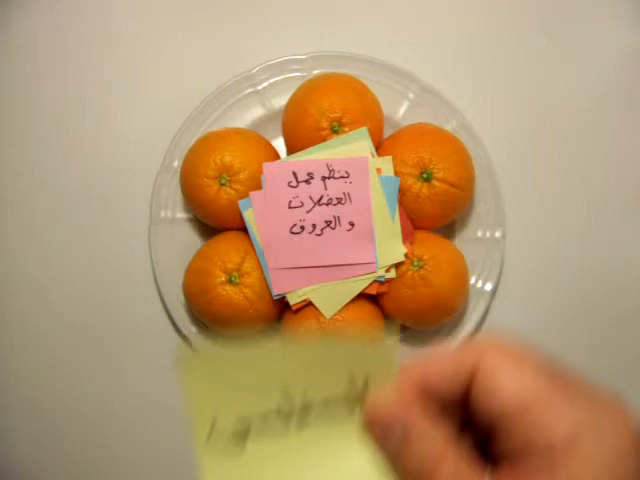 ينظم عمل
العضلات
والعروق